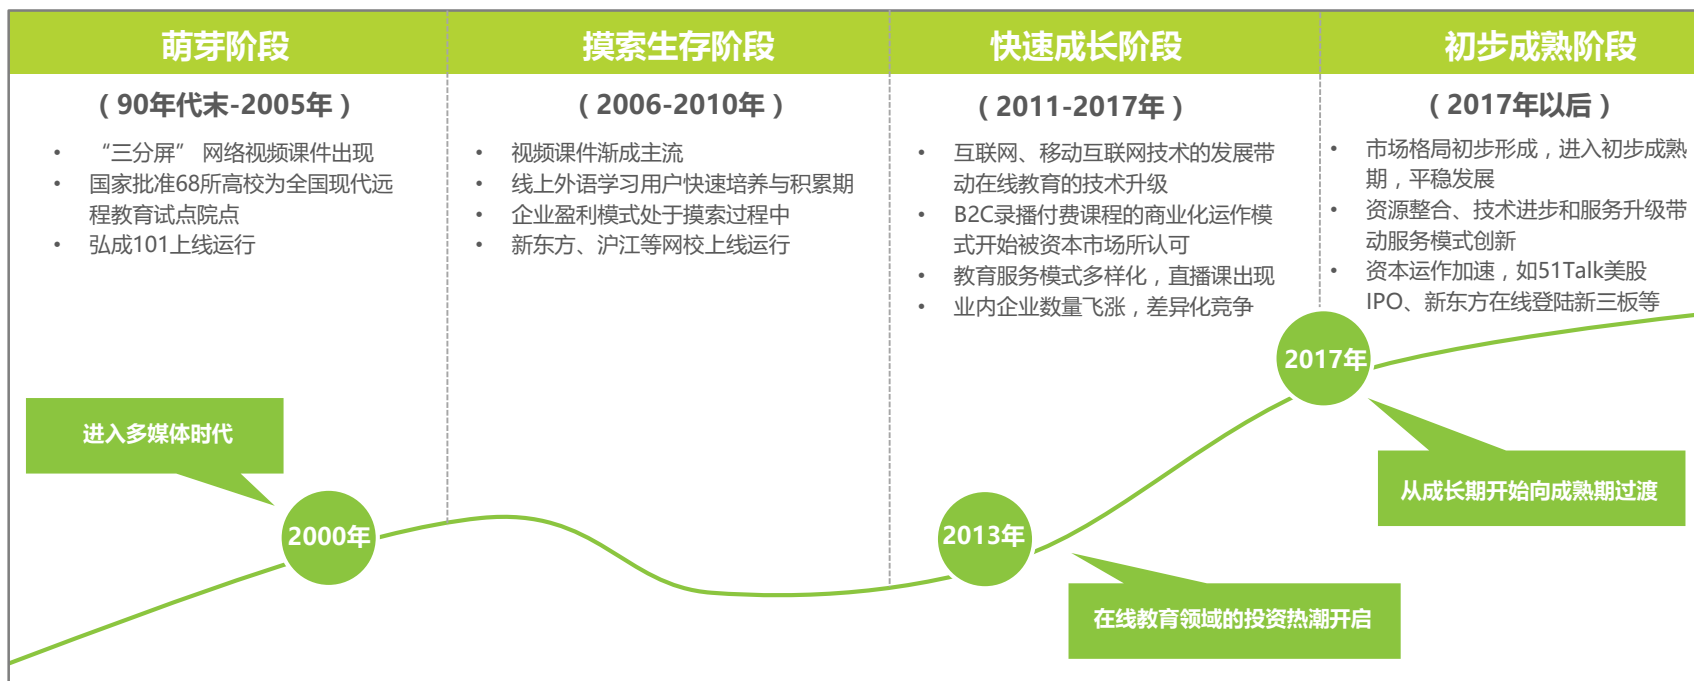 萌芽阶段
（90年代末-2005年）
• “三分屏” 网络视频课件出现
• 国家批准68所高校为全国现代远
程教育试点院点
• 弘成101上线运行
摸索生存阶段
（2006-2010年）
• 视频课件渐成主流
• 线上外语学习用户快速培养与积累期
• 企业盈利模式处于摸索过程中
• 新东方、沪江等网校上线运行
快速成长阶段
（2011-2017年）
• 互联网、移动互联网技术的发展带
动在线教育的技术升级
• B2C录播付费课程的商业化运作模
式开始被资本市场所认可
• 教育服务模式多样化，直播课出现
• 业内企业数量飞涨，差异化竞争
初步成熟阶段
（2017年以后）
• 市场格局初步形成，进入初步成熟
期，平稳发展
• 资源整合、技术进步和服务升级带
动服务模式创新
• 资本运作加速，如51Talk美股
IPO、新东方在线登陆新三板等
进入多媒体时代
2000年
2013年
在线教育领域的投资热潮开启
2017年
从成长期开始向成熟期过渡